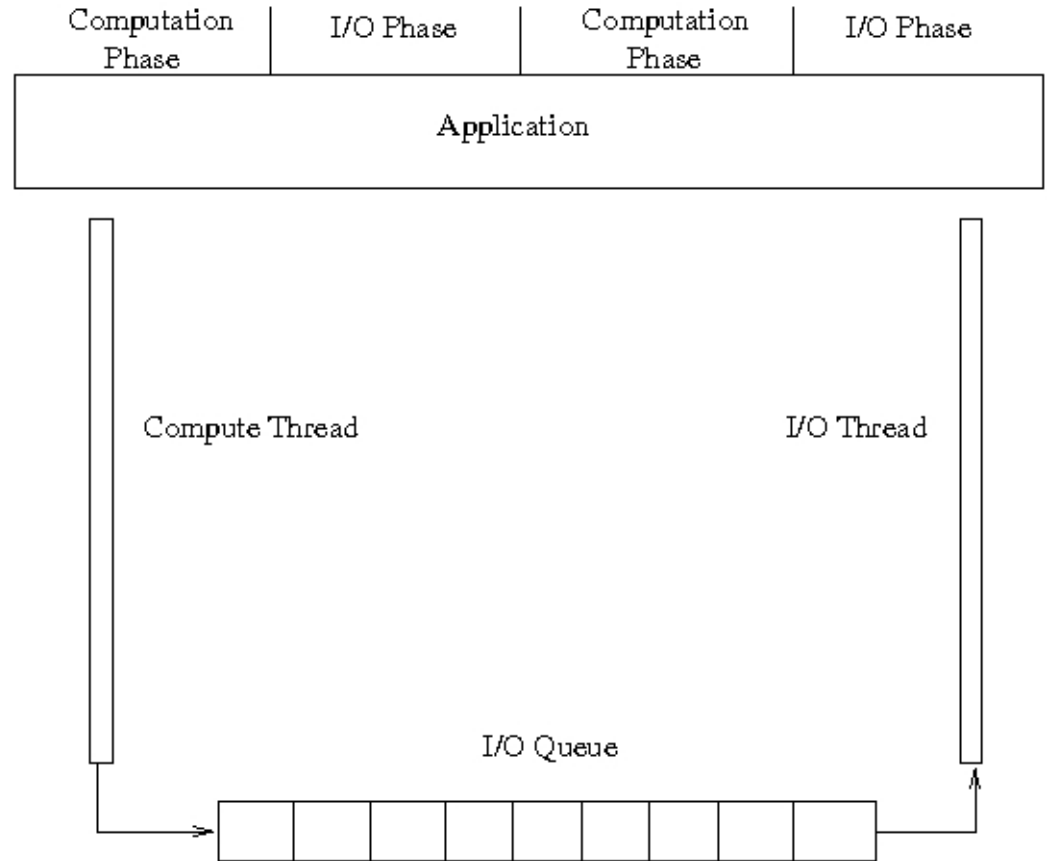 Computation
Phase
I/O Phase
Computation
Phase
I/O Phase
Application
Compute Thread
I/O Thread
I/O Queue